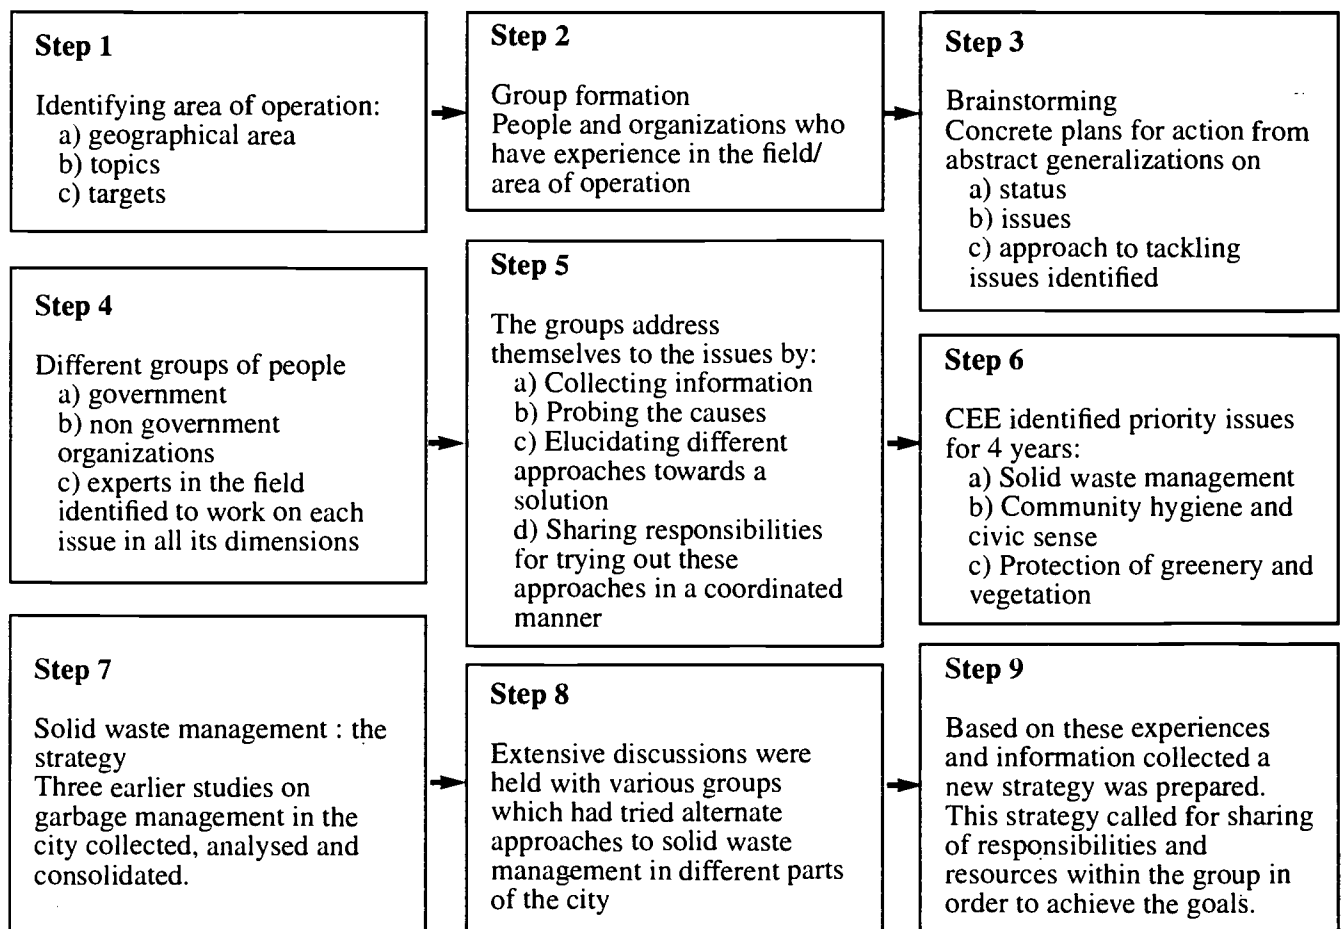 Step 1
Identifying area of operation:
a) geographical area
b) topics
c) targets
Step 2
Group formation
People and organizations who
have experience in the field/
area of operation
Step 3
Brainstorming
Concrete plans for action from
abstract generalizations on
a) status
b) issues
c) approach to tackling
issues identified
Step 4
Different groups of people
a) government
b) non government
organizations
c) experts in the field
identified to work on each
issue in all its dimensions
Step 5
The groups address
themselves to the issues by:
a) Collecting information
b) Probing the causes
c) Elucidating different
approaches towards a
solution
d) Sharing responsibilities
for trying out these
approaches in a coordinated
manner
Step 6
CEE identified priority issues
for 4 years:
a) Solid waste management
b) Community hygiene and
civic sense
c) Protection of greenery and
vegetation
Step 7
Solid waste management : the
strategy
Three earlier studies on
garbage management in the
city collected, analysed and
consolidated.
Step 8
Extensive discussions were
held with various groups
which had tried alternate
approaches to solid waste
management in different parts
of the city
Step 9
Based on these experiences
and information collected a
new strategy was prepared.
This strategy called for sharing
of responsibilities and
resources within the group in
order to achieve the goals.